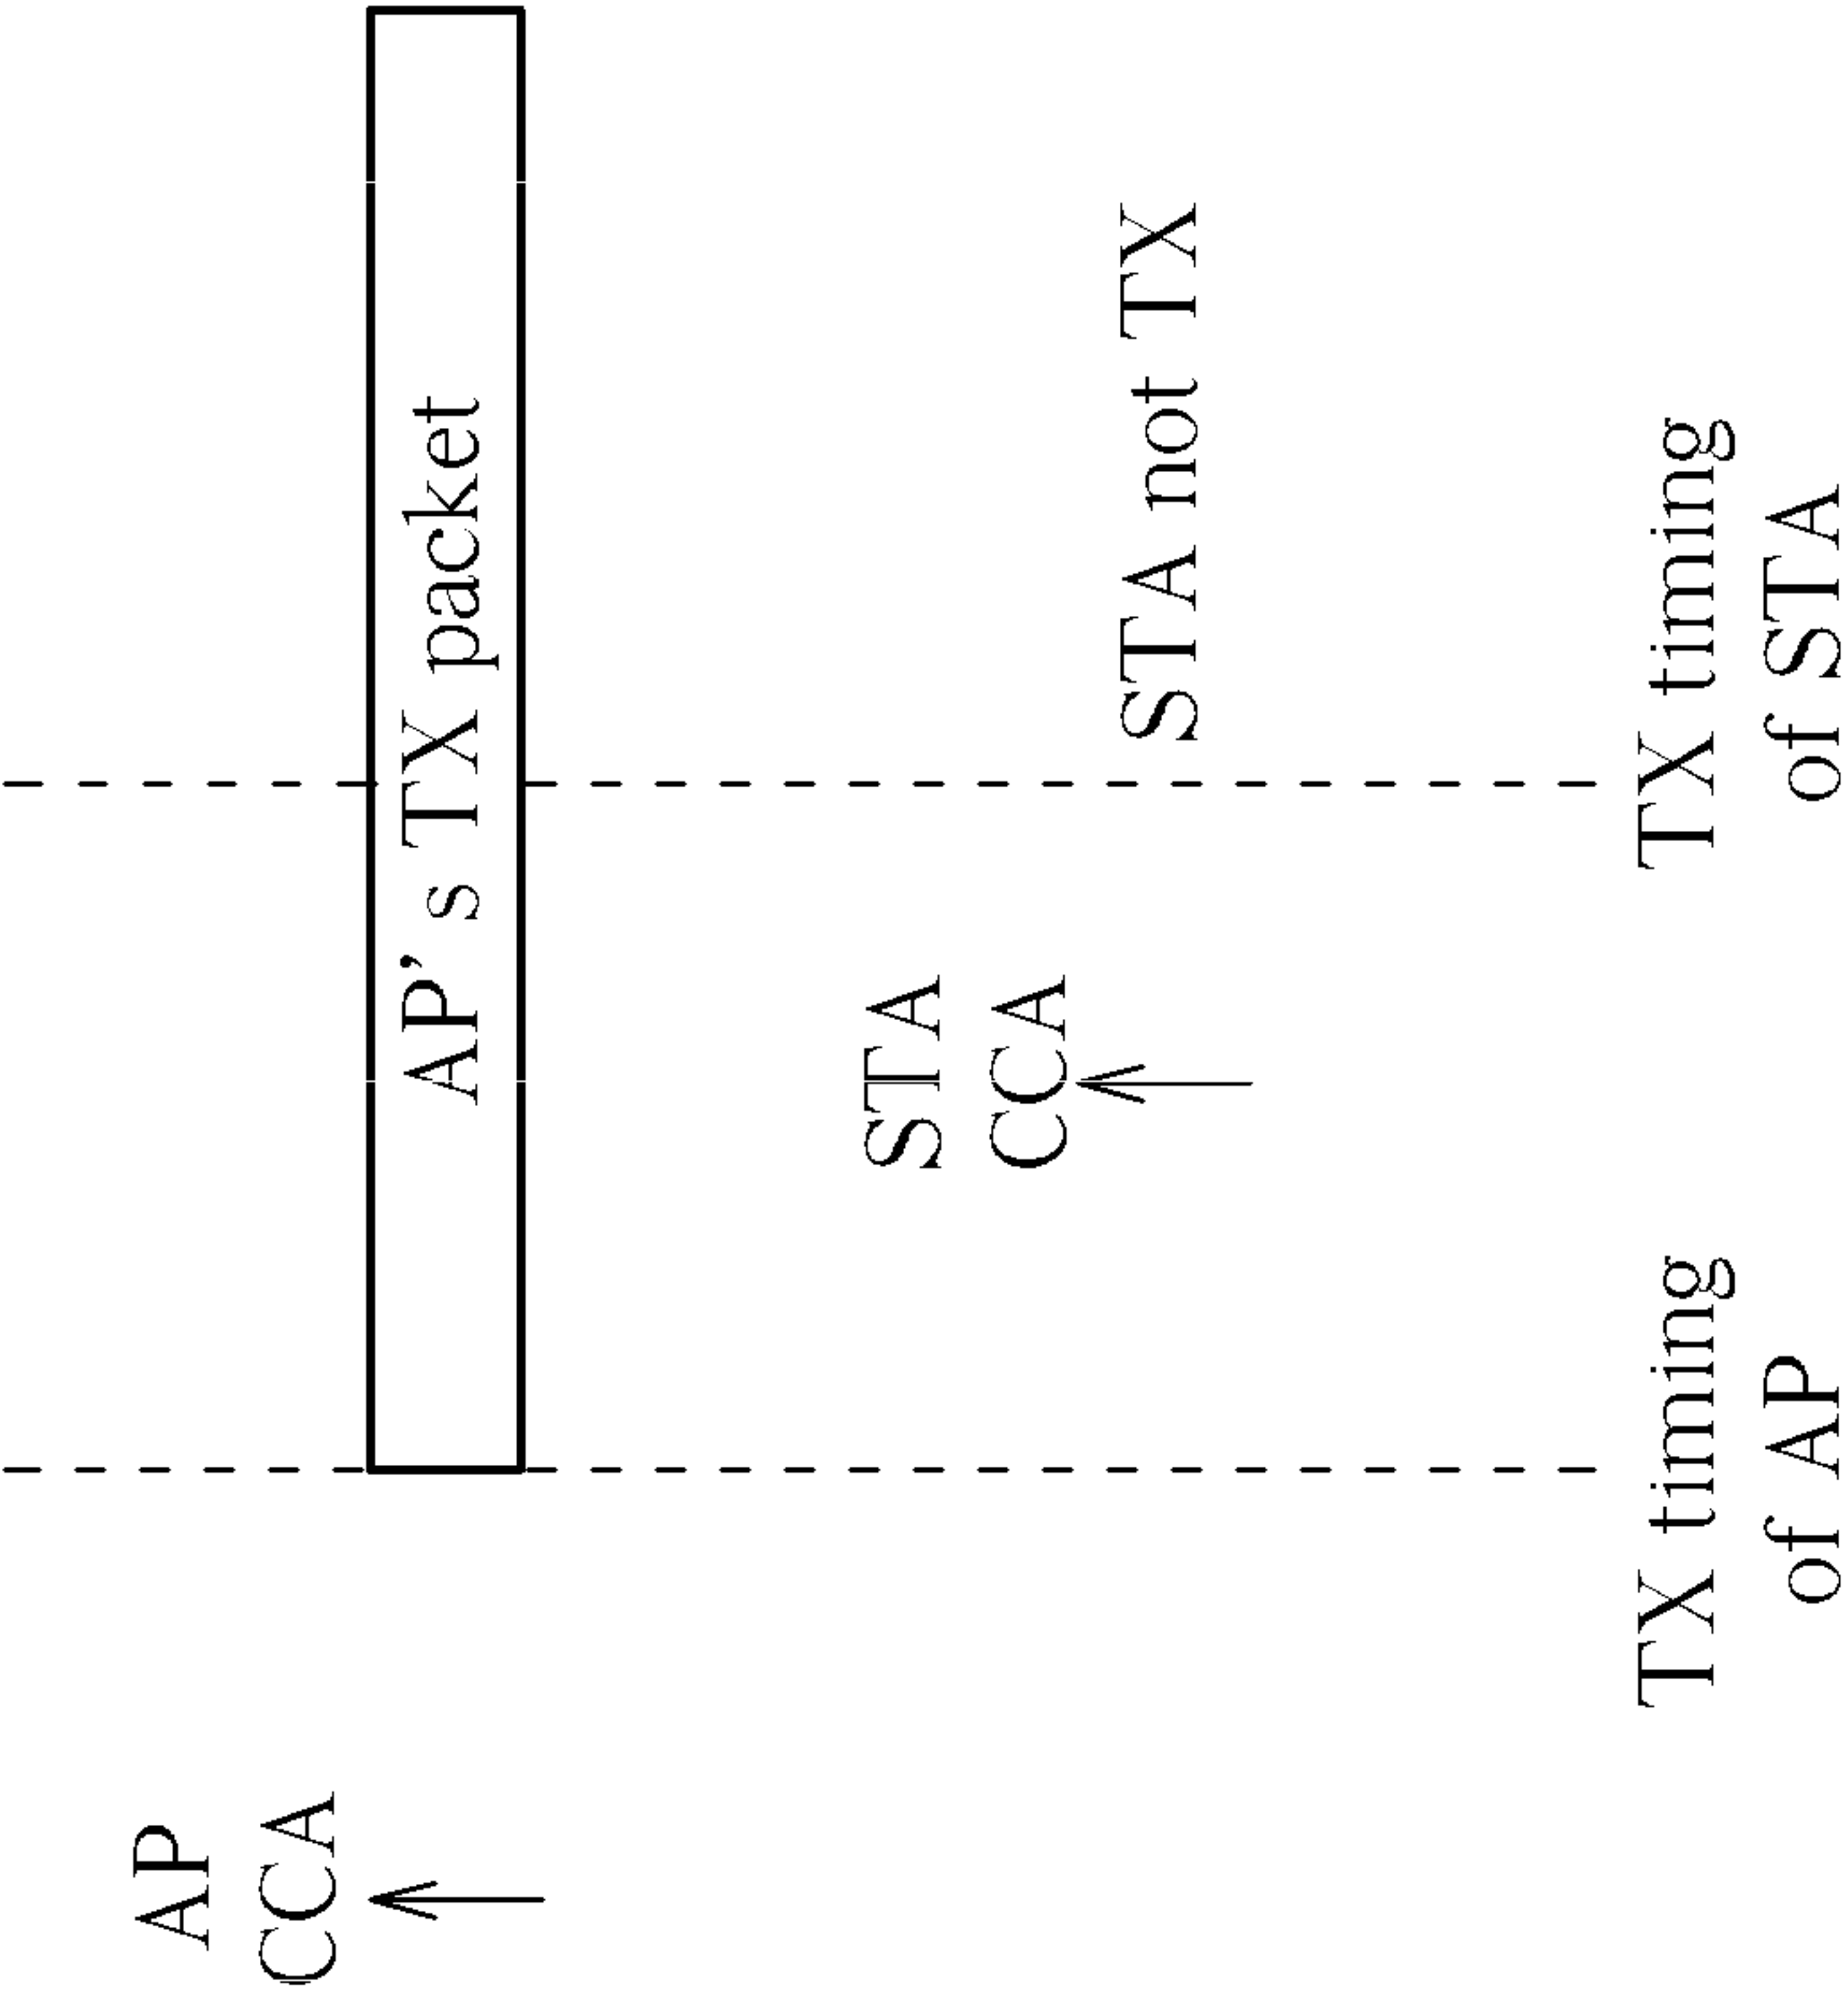 AP
CCA
AP's TX packet
STA
CCA
STA not TX
TX timing
of AP
TX timing
of STA